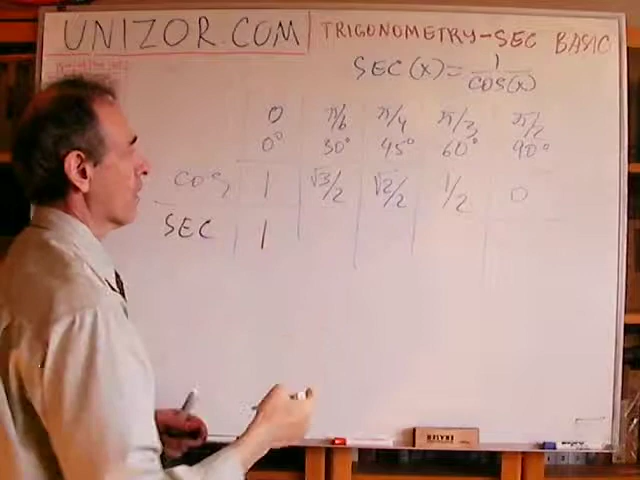 UNIZOR.COM
TRIGONOMETRY-SEC BASIC
SEC(x)=1/COS(x)
0 π/6 π/4 π/3 π/2
0° 30° 45° 60° 90°
cos 1 √3/2 √2/2 1/2 0
SEC 1